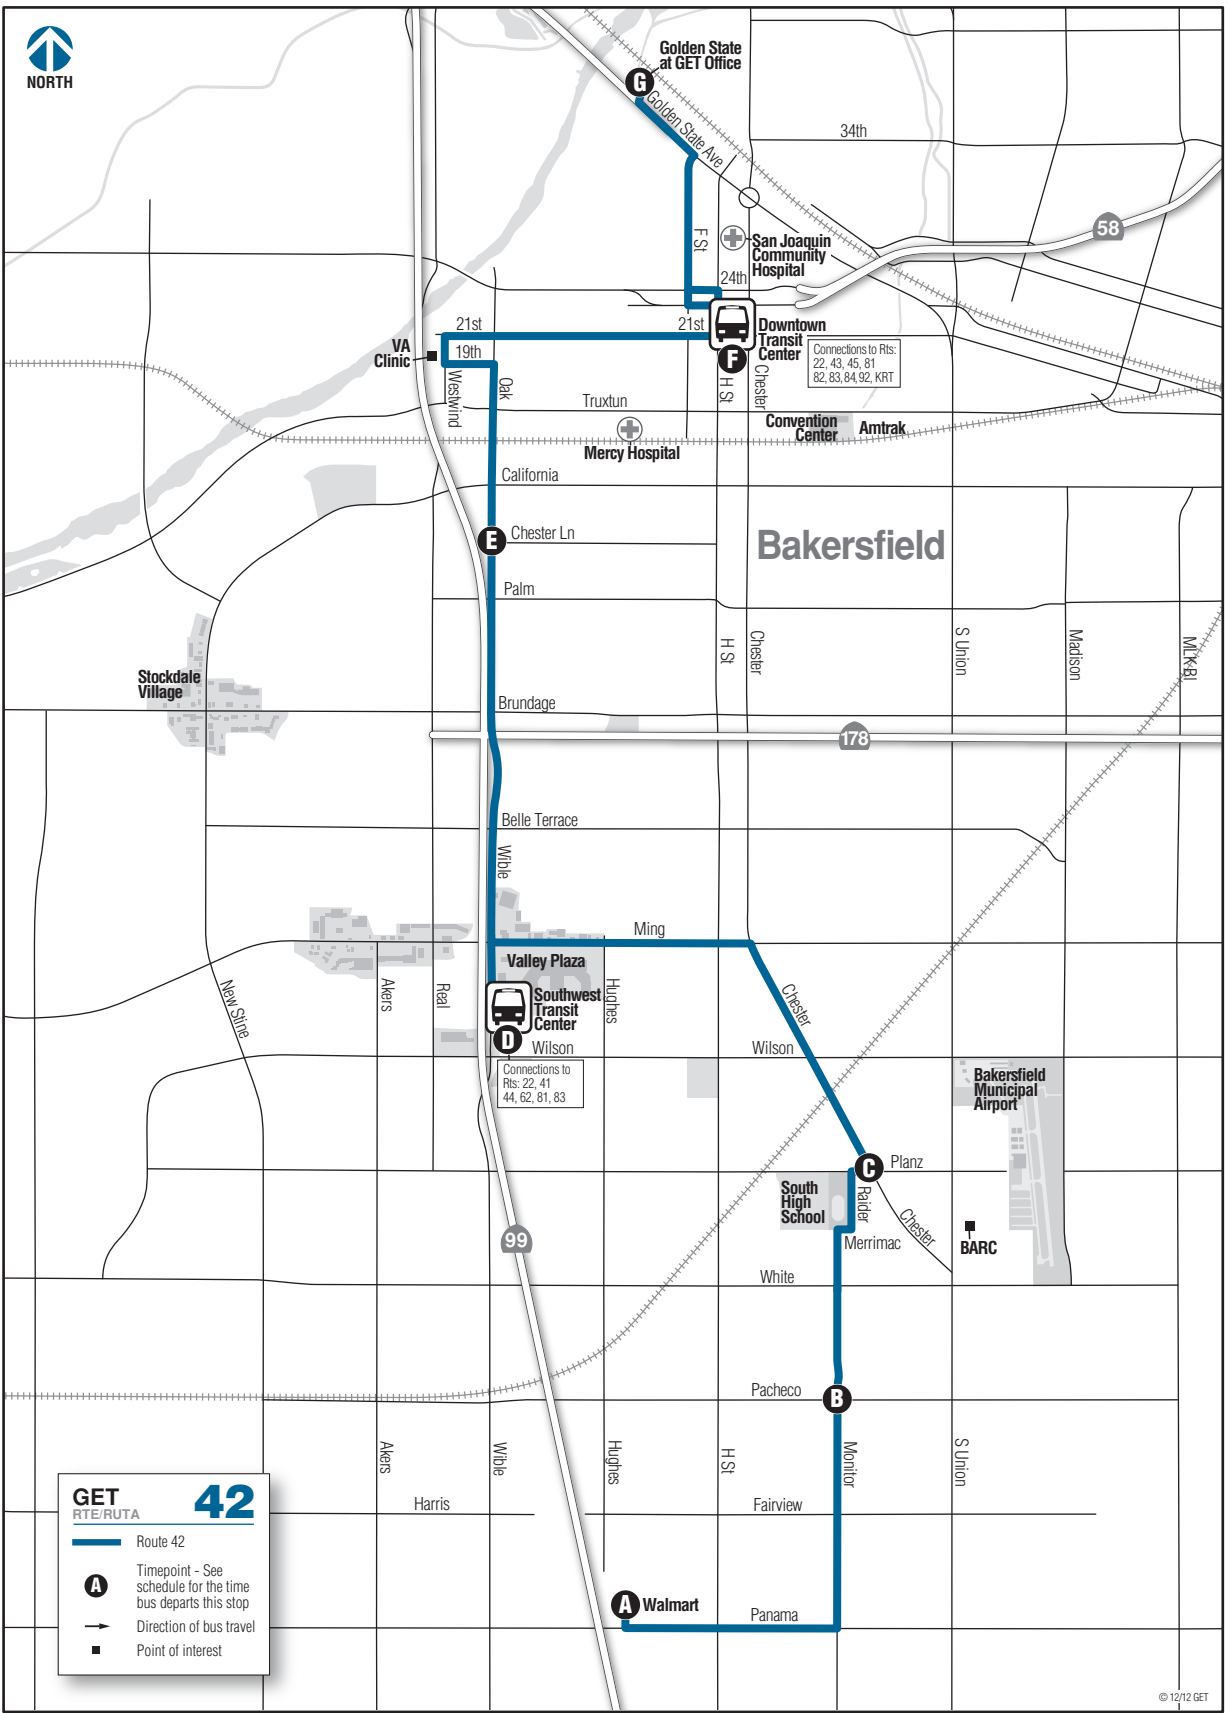 NORTH
Golden State
at GET Office
G
Golden State Ave
34th
58
F St
San Joaquin
Community
Hospital
24th
21st
21st
Downtown
Transit
Center
F
Connections to Rts:
22, 43, 45, 81
82, 83, 84, 92, KRT
VA
Clinic
19th
Westwind
Oak
H St
Chester
Truxtun
Convention
Center
Amtrak
Mercy Hospital
California
E
Chester Ln
Bakersfield
Palm
H St
Chester
S Union
Madison
MLK Bl
Stockdale
Village
Brundage
178
Belle Terrace
Wible
Ming
Valley Plaza
New Stine
Akers
Real
Hughes
Chester
Southwest
Transit
Center
D
Wilson
Wilson
Connections to
Rts: 22, 41
44, 62, 81, 83
Bakersfield
Municipal
Airport
C
Planz
South
High
School
Raider
Chester
Merrimac
BARC
99
White
Pacheco
B
Akers
Wible
Hughes
H St
Monitor
S Union
Harris
Fairview
A
Walmart
Panama
GET
RTE/RUTA
42
Route 42
A
Timepoint - See
schedule for the time
bus departs this stop
Direction of bus travel
Point of interest
© 12/12 GET